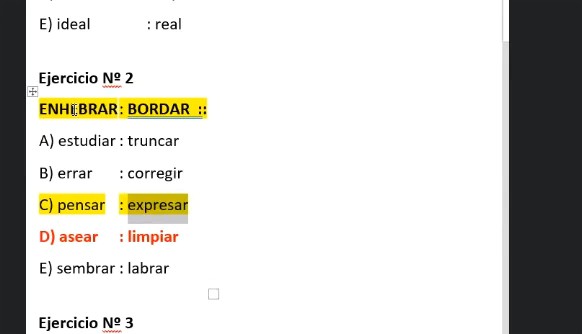 E) ideal : real
Ejercicio Nº 2
ENHEBRAR : BORDAR ::
A) estudiar : truncar
B) errar : corregir
C) pensar : expresar
D) asear : limpiar
E) sembrar : labrar
Ejercicio Nº 3